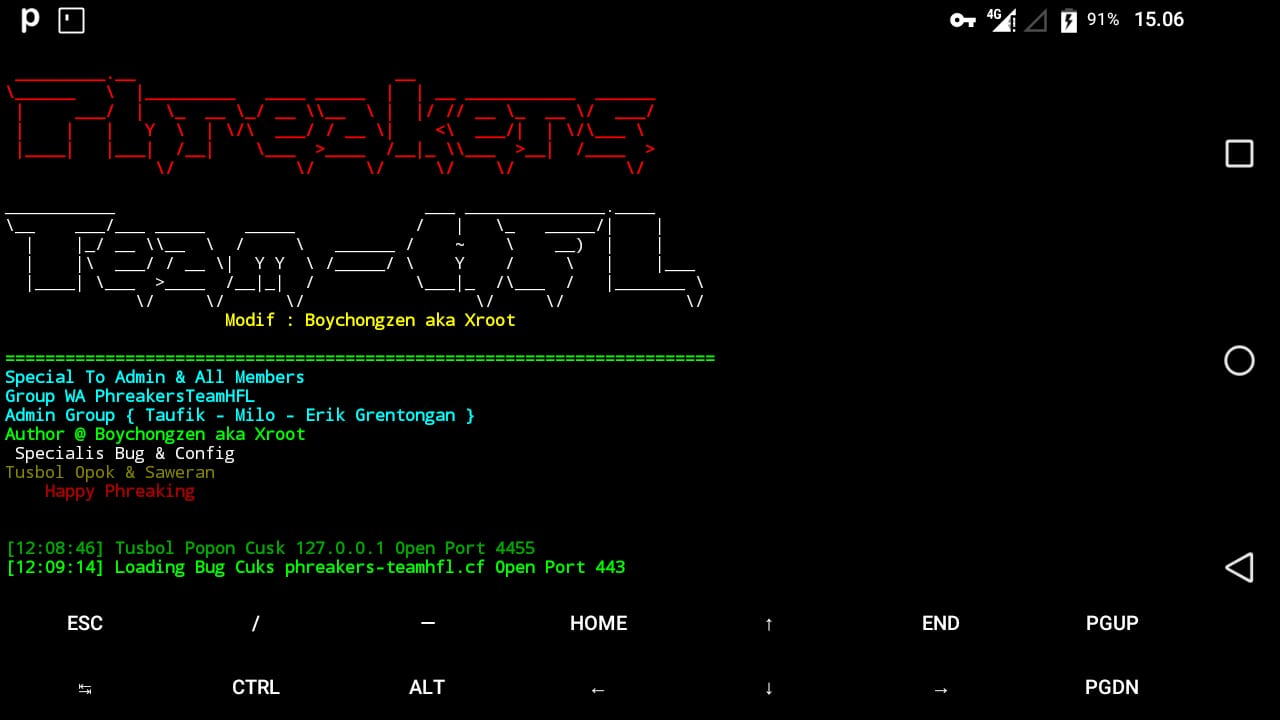 p 4G 91% 15.06
Phreakers
Team-HFL
Modif : Boychongzen aka Xroot
=======================================================================
Special To Admin & All Members
Group WA PhreakersTeamHFL
Admin Group { Taufik - Milo - Erik Grentongan }
Author @ Boychongzen aka Xroot
Specialis Bug & Config
Tusbol Opok & Saweran
Happy Phreaking
[12:08:46] Tusbol Popon Cusk 127.0.0.1 Open Port 4455
[12:09:14] Loading Bug Cuks phreakers-teamhfl.cf Open Port 443
ESC / — HOME ↑ END PGUP
↹ CTRL ALT ← ↓ → PGDN